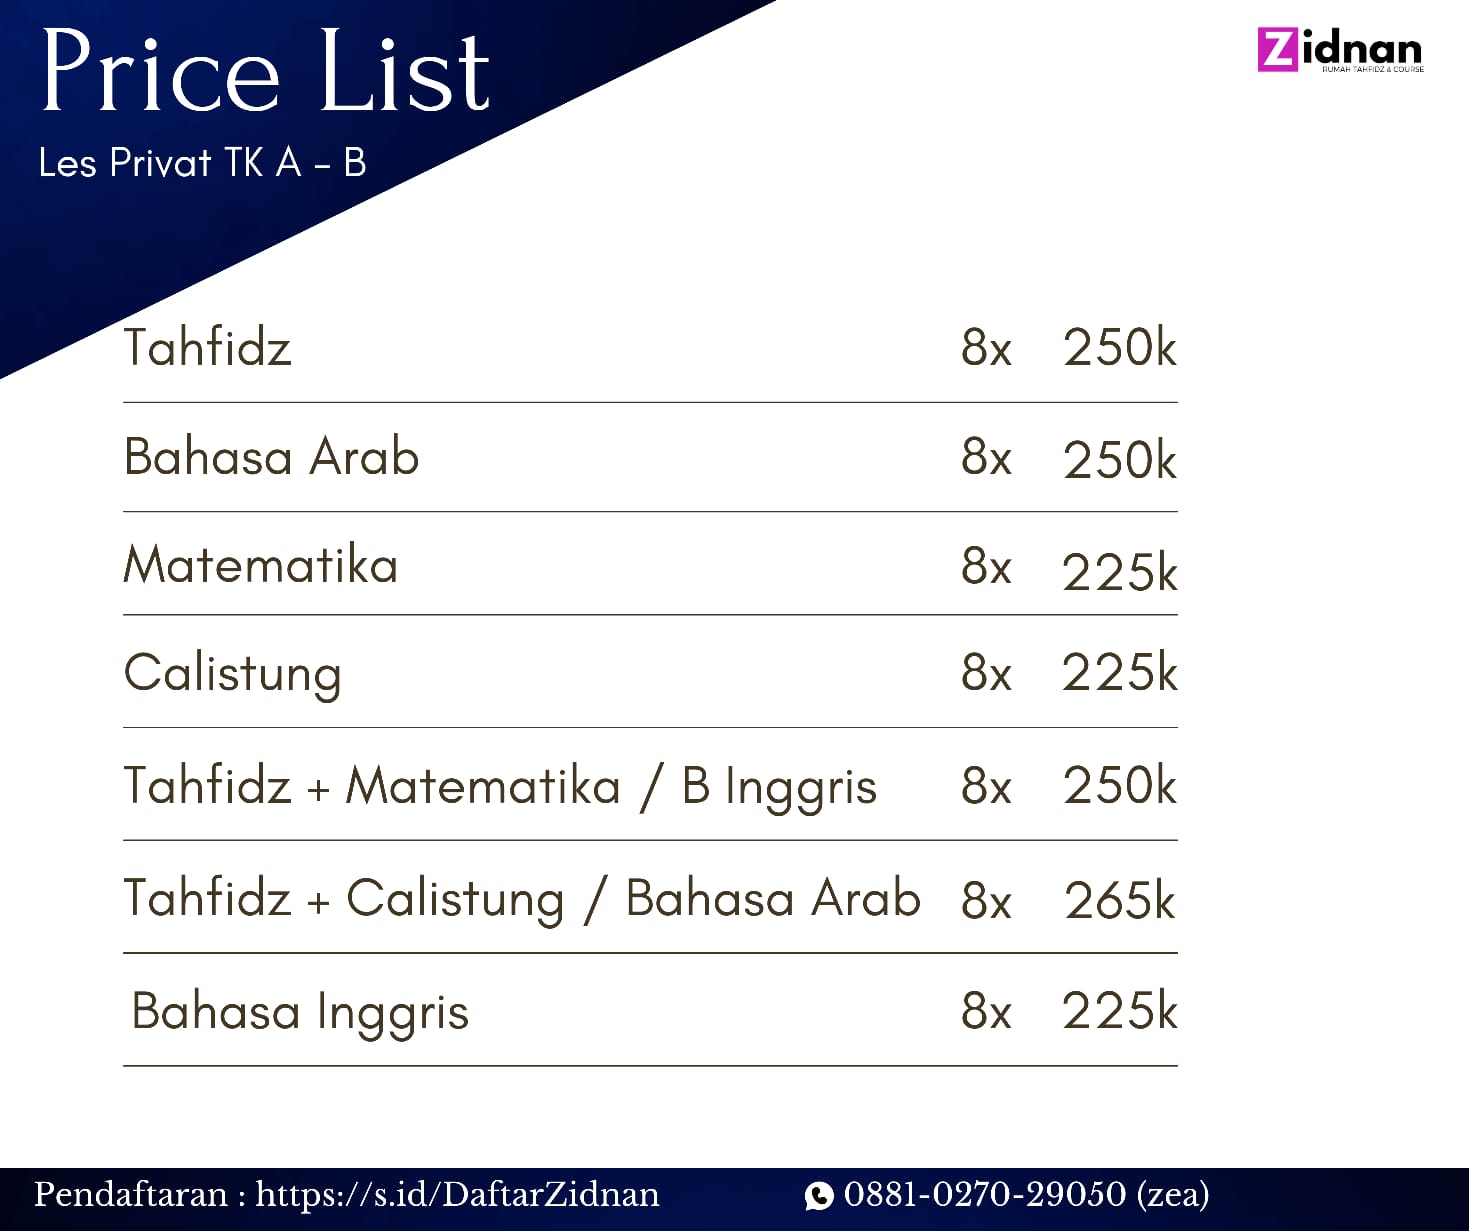 Price List
Zidnan
RUMAH TAHFIDZ & COURSE
Les Privat TK A - B
Tahfidz 8x 250k
Bahasa Arab 8x 250k
Matematika 8x 225k
Calistung 8x 225k
Tahfidz + Matematika / B Inggris 8x 250k
Tahfidz + Calistung / Bahasa Arab 8x 265k
Bahasa Inggris 8x 225k
Pendaftaran : https://s.id/DaftarZidnan 0881-0270-29050 (zea)